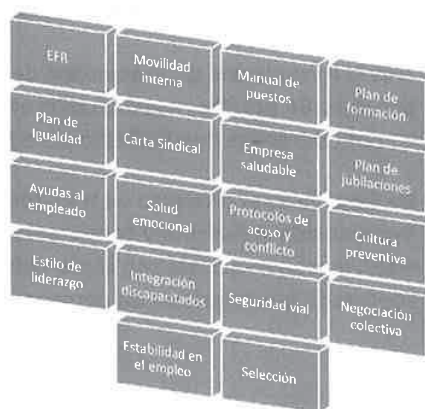 EFR
Movilidad
interna
Manual de
puestos
Plan de
formación
Plan de
Igualdad
Carta Sindical
Empresa
saludable
Plan de
jubilaciones
Ayudas al
empleado
Salud
emocional
Protocolos de
acoso y
conflicto
Cultura
preventiva
Estilo de
liderazgo
Integración
discapacitados
Seguridad vial
Negociación
colectiva
Estabilidad en
el empleo
Selección